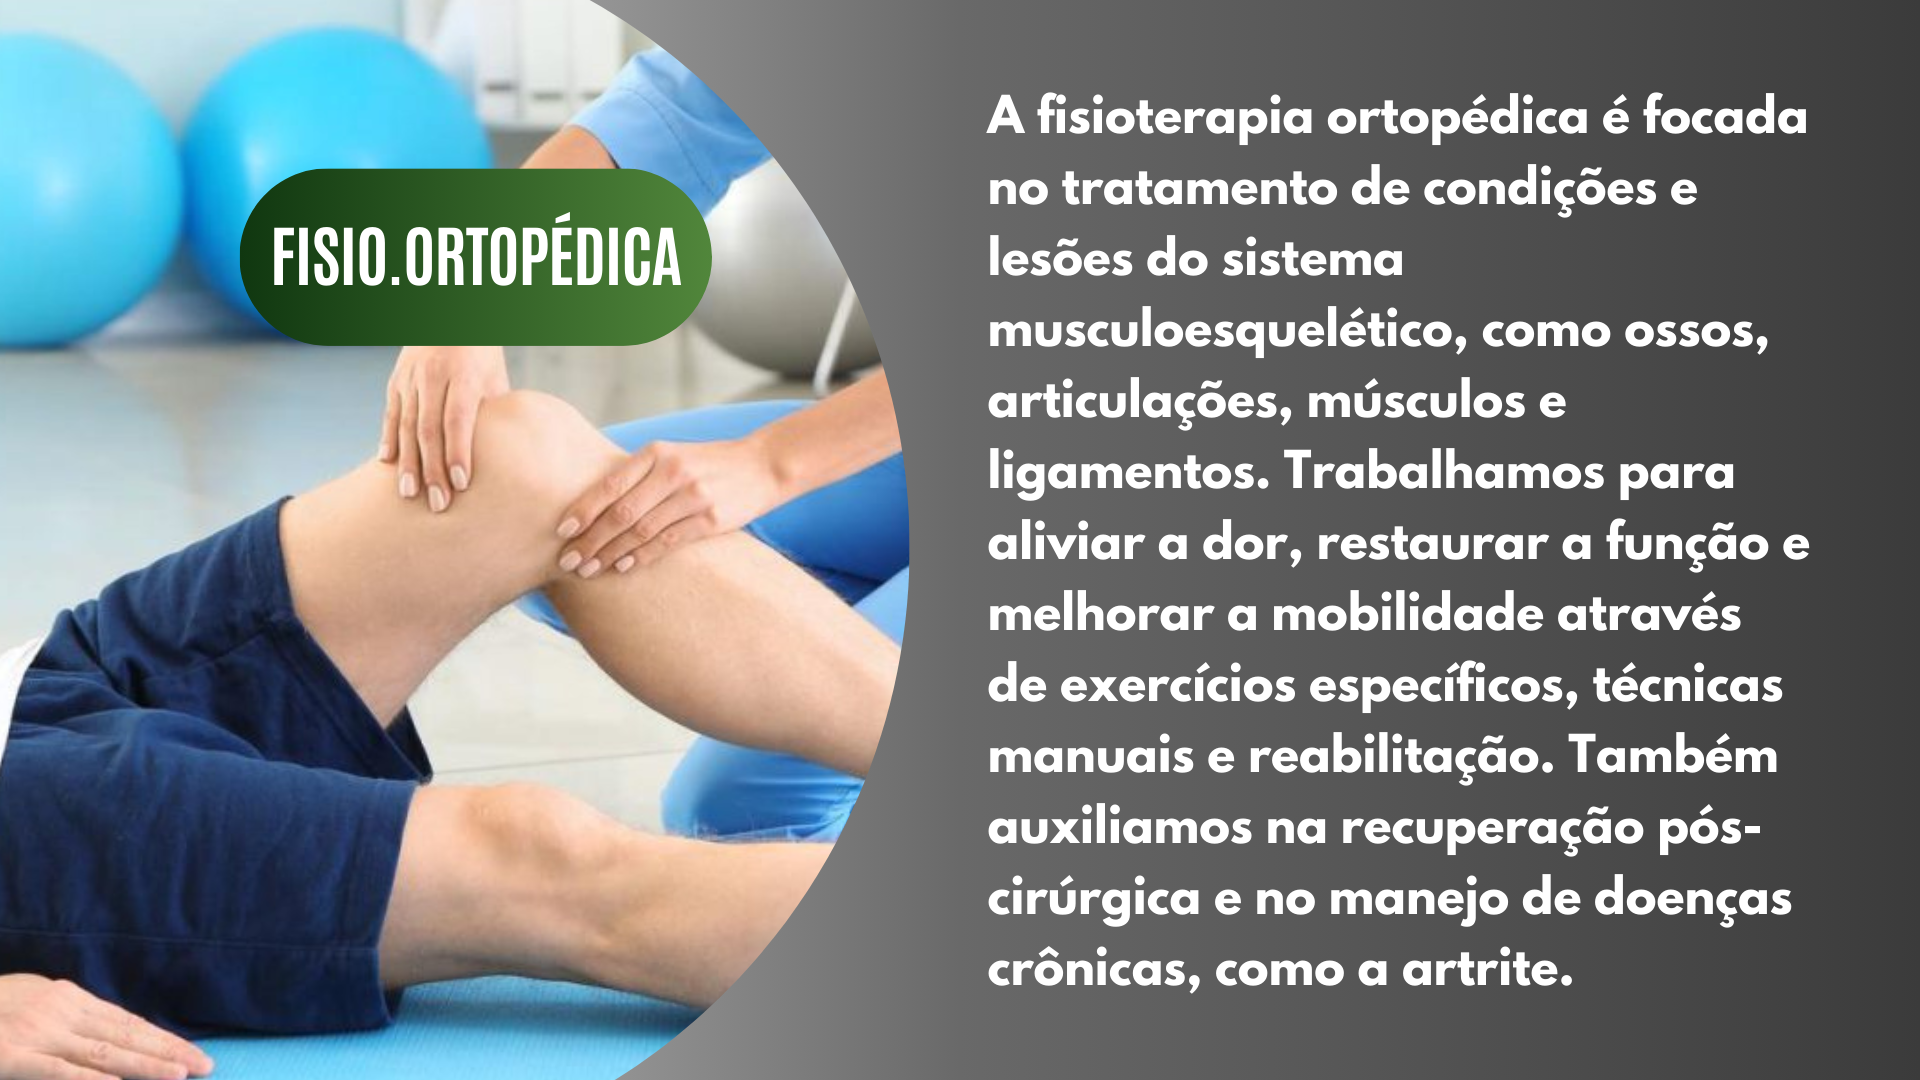 FISIO.ORTOPÉDICA
A fisioterapia ortopédica é focada
no tratamento de condições e
lesões do sistema
musculoesquelético, como ossos,
articulações, músculos e
ligamentos. Trabalhamos para
aliviar a dor, restaurar a função e
melhorar a mobilidade através
de exercícios específicos, técnicas
manuais e reabilitação. Também
auxiliamos na recuperação pós-
cirúrgica e no manejo de doenças
crônicas, como a artrite.